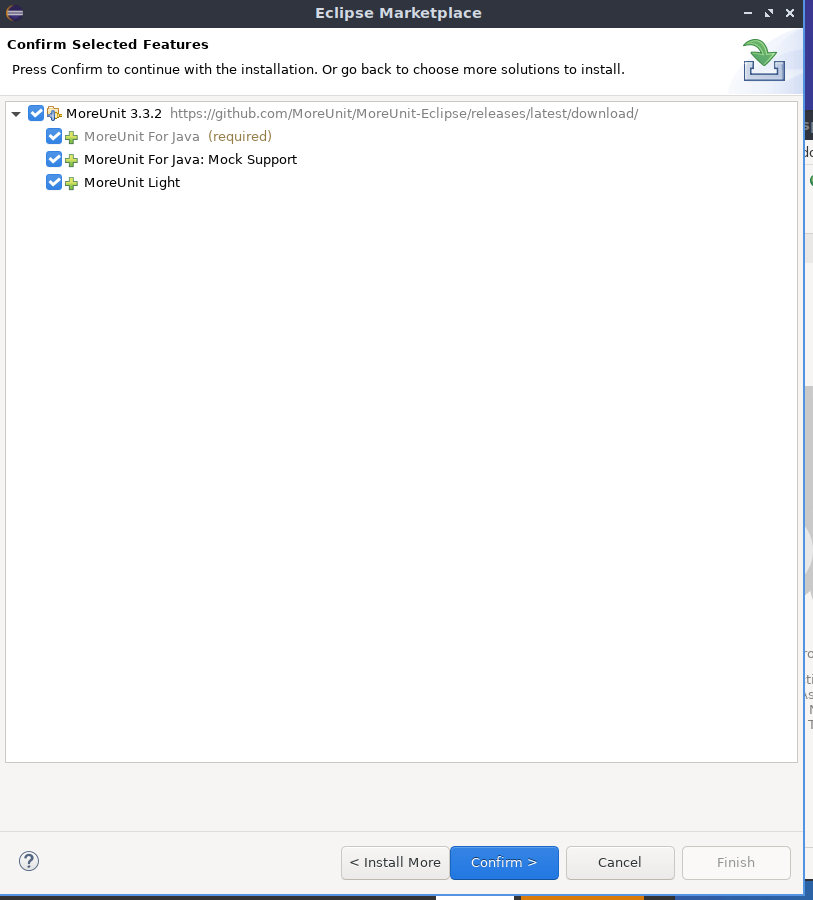 Eclipse Marketplace
Confirm Selected Features
Press Confirm to continue with the installation. Or go back to choose more solutions to install.
MoreUnit 3.3.2 https://github.com/MoreUnit/MoreUnit-Eclipse/releases/latest/download/
MoreUnit For Java (required)
MoreUnit For Java: Mock Support
MoreUnit Light
< Install More Confirm > Cancel Finish